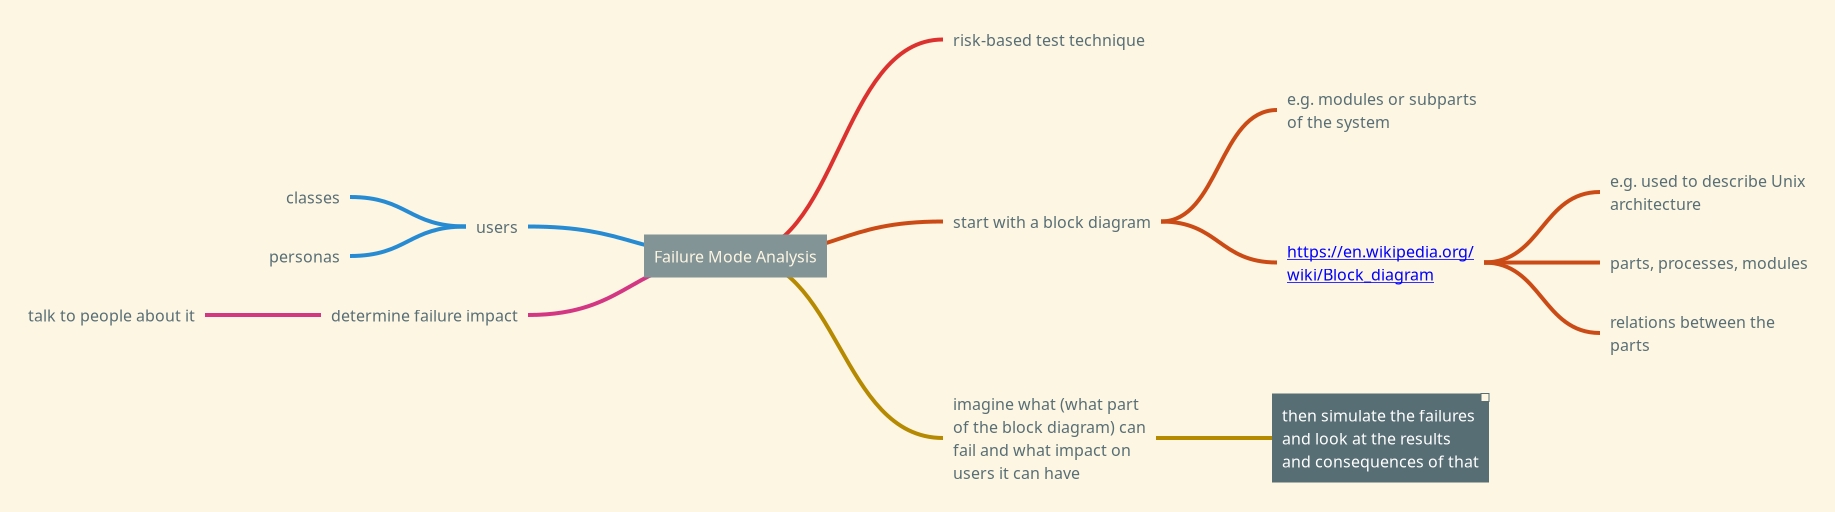 risk-based test technique
e.g. modules or subparts
of the system
e.g. used to describe Unix
architecture
classes
users
start with a block diagram
https://en.wikipedia.org/
wiki/Block_diagram
personas
Failure Mode Analysis
parts, processes, modules
talk to people about it
determine failure impact
relations between the
parts
imagine what (what part
of the block diagram) can
fail and what impact on
users it can have
then simulate the failures
and look at the results
and consequences of that